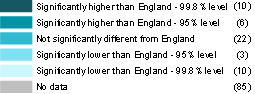 Significantly higher than England - 99.8 % level (10)
Significantly higher than England - 95 % level (6)
Not significantly different from England (22)
Significantly lower than England - 95 % level (3)
Significantly lower than England - 99.8 % level (10)
No data (85)